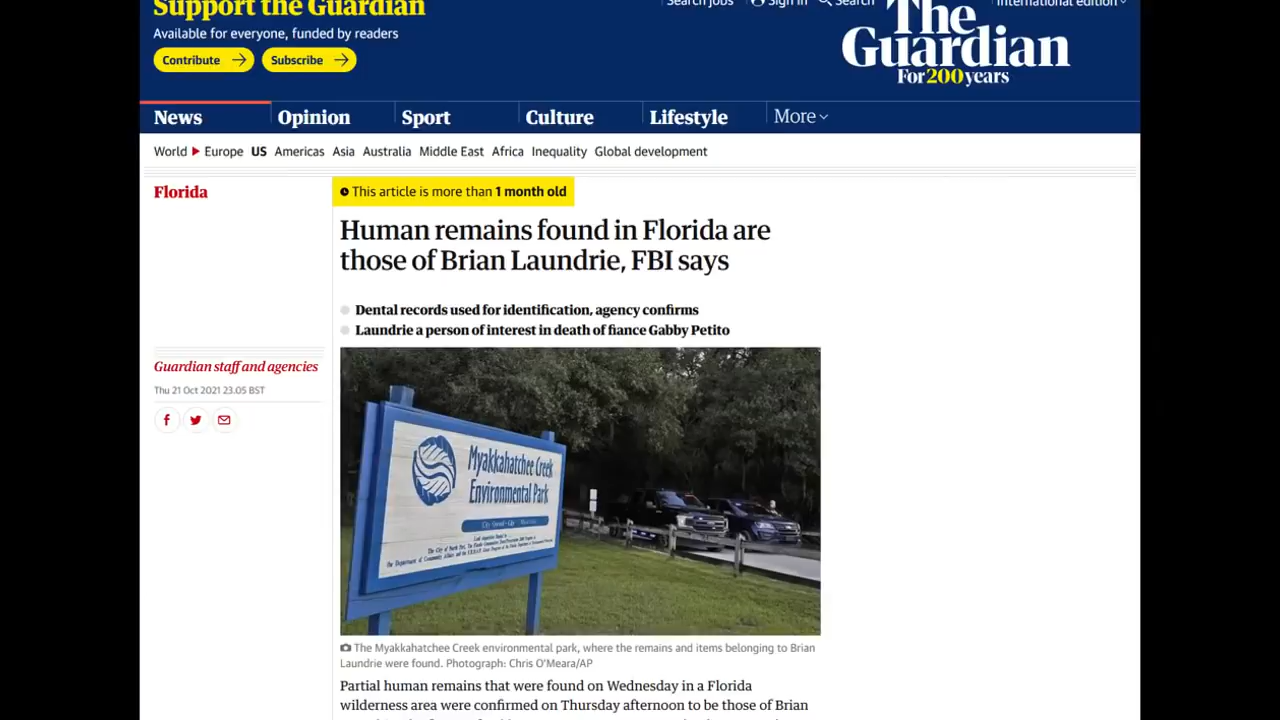 Support the Guardian
Available for everyone, funded by readers
Contribute
Subscribe
Search jobs
Sign in
Search
International edition
The
Guardian
For 200 years
News
Opinion
Sport
Culture
Lifestyle
More
World
Europe
US
Americas
Asia
Australia
Middle East
Africa
Inequality
Global development
Florida
This article is more than 1 month old
Human remains found in Florida are
those of Brian Laundrie, FBI says
Dental records used for identification, agency confirms
Laundrie a person of interest in death of fiance Gabby Petito
Guardian staff and agencies
Thu 21 Oct 2021 23.05 BST
Myakkahatchee Creek
Environmental Park
The Myakkahatchee Creek environmental park, where the remains and items belonging to Brian
Laundrie were found. Photograph: Chris O'Meara/AP
Partial human remains that were found on Wednesday in a Florida
wilderness area were confirmed on Thursday afternoon to be those of Brian